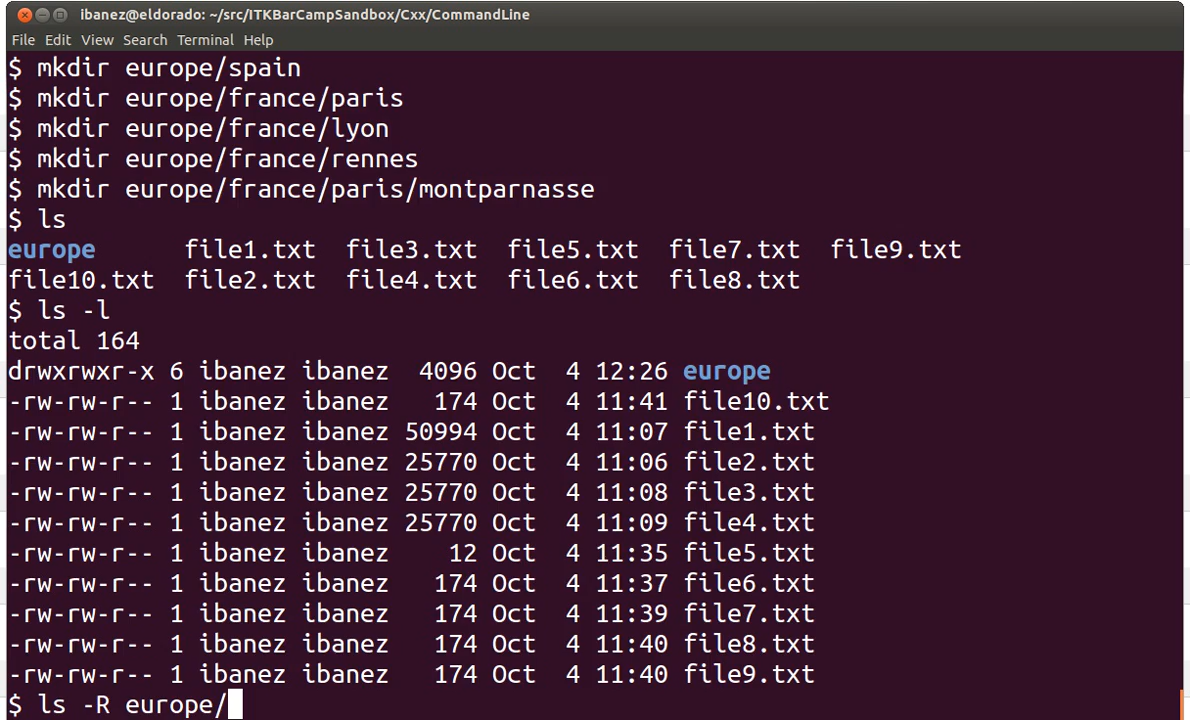 ibanez@eldorado: ~/src/ITKBarCampSandbox/Cxx/CommandLine
File Edit View Search Terminal Help
$ mkdir europe/spain
$ mkdir europe/france/paris
$ mkdir europe/france/lyon
$ mkdir europe/france/rennes
$ mkdir europe/france/paris/montparnasse
$ ls
europe      file1.txt  file3.txt  file5.txt  file7.txt  file9.txt
file10.txt  file2.txt  file4.txt  file6.txt  file8.txt
$ ls -l
total 164
drwxrwxr-x 6 ibanez ibanez  4096 Oct  4 12:26 europe
-rw-rw-r-- 1 ibanez ibanez   174 Oct  4 11:41 file10.txt
-rw-rw-r-- 1 ibanez ibanez 50994 Oct  4 11:07 file1.txt
-rw-rw-r-- 1 ibanez ibanez 25770 Oct  4 11:06 file2.txt
-rw-rw-r-- 1 ibanez ibanez 25770 Oct  4 11:08 file3.txt
-rw-rw-r-- 1 ibanez ibanez 25770 Oct  4 11:09 file4.txt
-rw-rw-r-- 1 ibanez ibanez    12 Oct  4 11:35 file5.txt
-rw-rw-r-- 1 ibanez ibanez   174 Oct  4 11:37 file6.txt
-rw-rw-r-- 1 ibanez ibanez   174 Oct  4 11:39 file7.txt
-rw-rw-r-- 1 ibanez ibanez   174 Oct  4 11:40 file8.txt
-rw-rw-r-- 1 ibanez ibanez   174 Oct  4 11:40 file9.txt
$ ls -R europe/